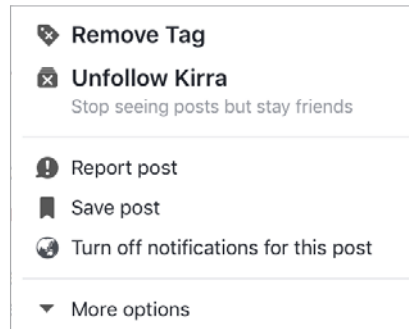 Remove Tag
Unfollow Kirra
Stop seeing posts but stay friends
Report post
Save post
Turn off notifications for this post
More options